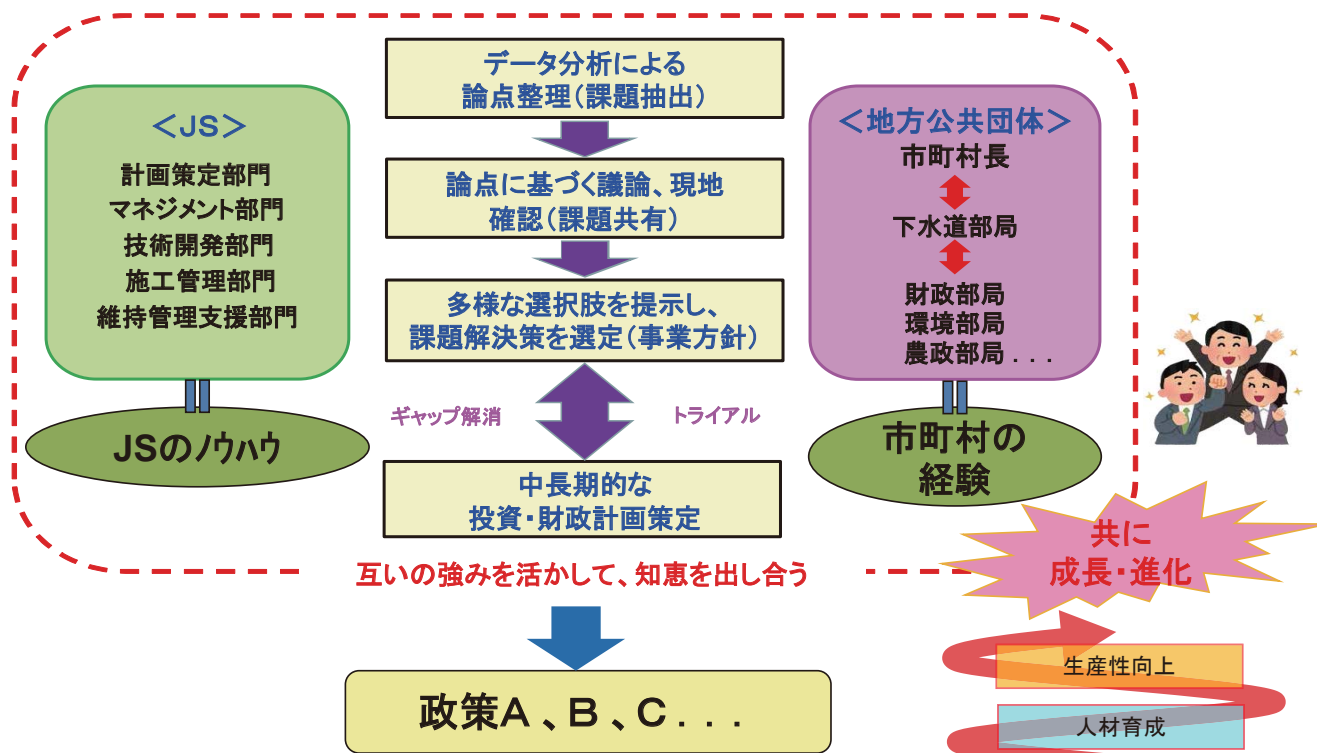 ＜JS＞
計画策定部門
マネジメント部門
技術開発部門
施工管理部門
維持管理支援部門
JSのノウハウ
データ分析による
論点整理(課題抽出)
論点に基づく議論、現地
確認(課題共有)
多様な選択肢を提示し、
課題解決策を選定(事業方針)
ギャップ解消
トライアル
中長期的な
投資・財政計画策定
＜地方公共団体＞
市町村長
下水道部局
財政部局
環境部局
農政部局...
市町村の
経験
互いの強みを活かして、知恵を出し合う
共に
成長・進化
政策A、B、C...
生産性向上
人材育成